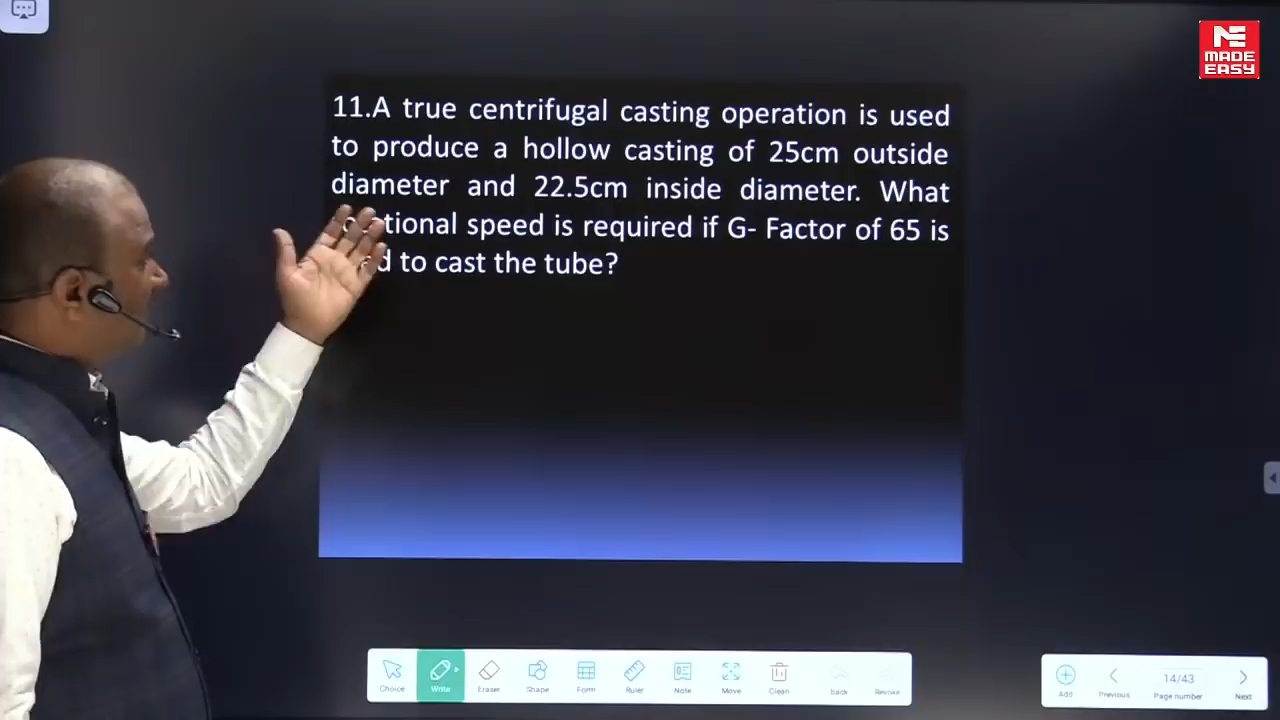 MADE
EASY
11.A true centrifugal casting operation is used
to produce a hollow casting of 25cm outside
diameter and 22.5cm inside diameter. What
tional speed is required if G- Factor of 65 is
d to cast the tube?
Choice
Write
Eraser
Shape
Form
Ruler
Note
Move
Clean
back
Revoke
Add
Previous
14/43
Page number
Next